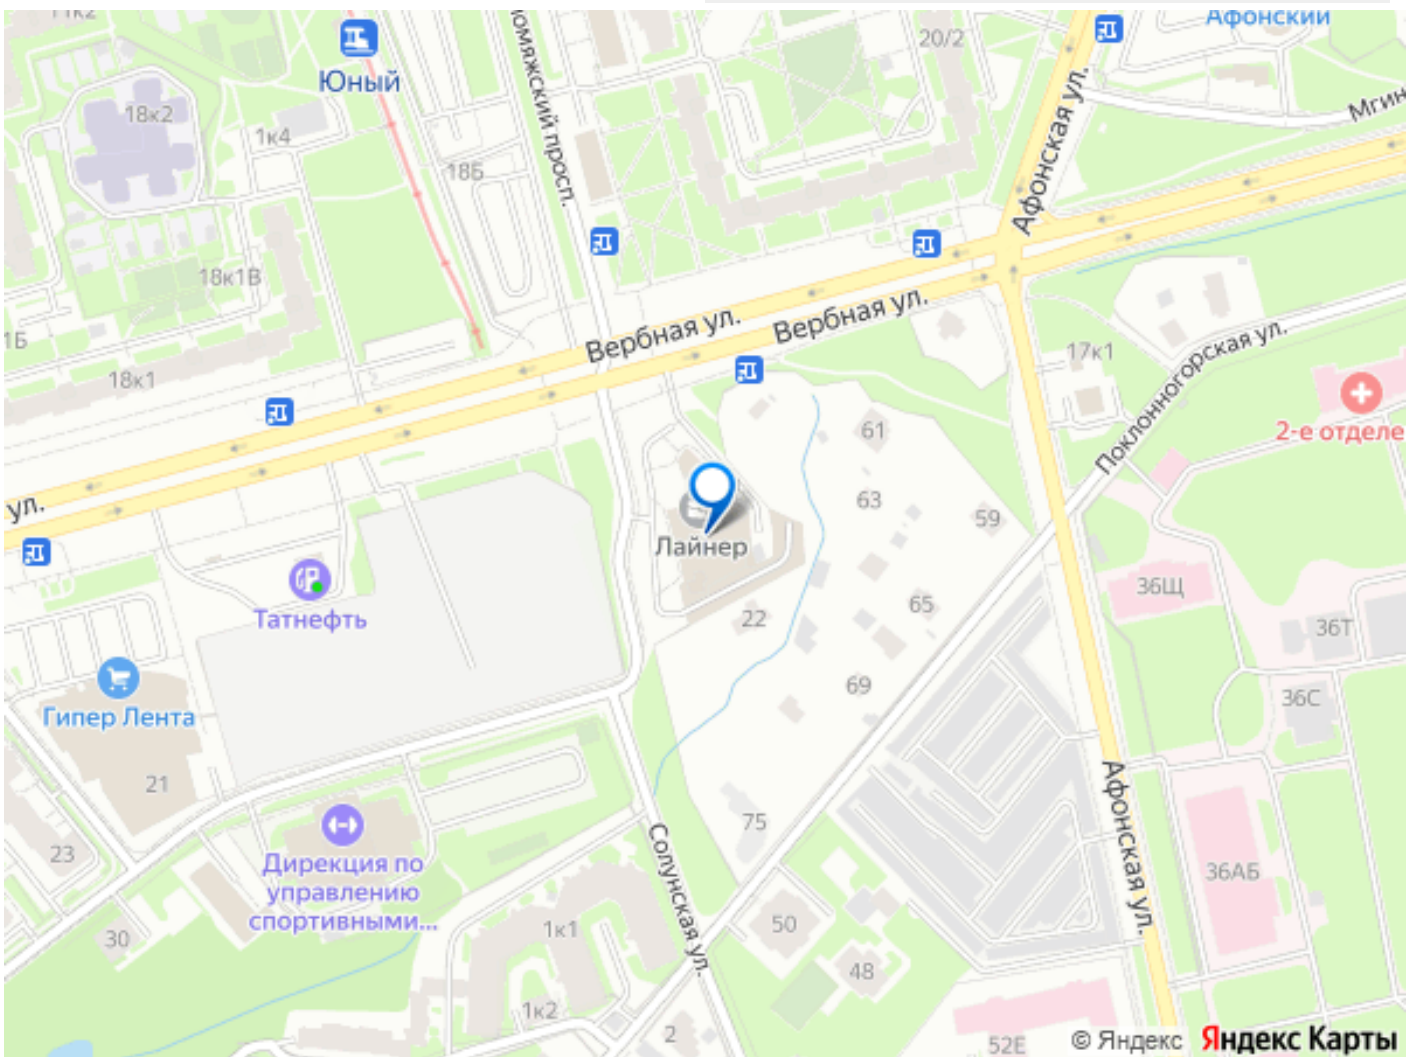 11к2
Юный
20/2
Афонский
18к2
1к4
18Б
Афонская ул.
Мгин
18к1В
1Б
18к1
Вербная ул.
Вербная ул.
17к1
Поклонногорская ул.
2-е отделе
61
63
59
ул.
Лайнер
Татнефть
22
65
36Щ
36Т
69
36С
Гипер Лента
21
75
Афонская ул.
23
Дирекция по
управлению
спортивными...
Солунская ул.
36АБ
30
1к1
50
48
1к2
2
52Е
© Яндекс Яндекс Карты
омяжский просп.